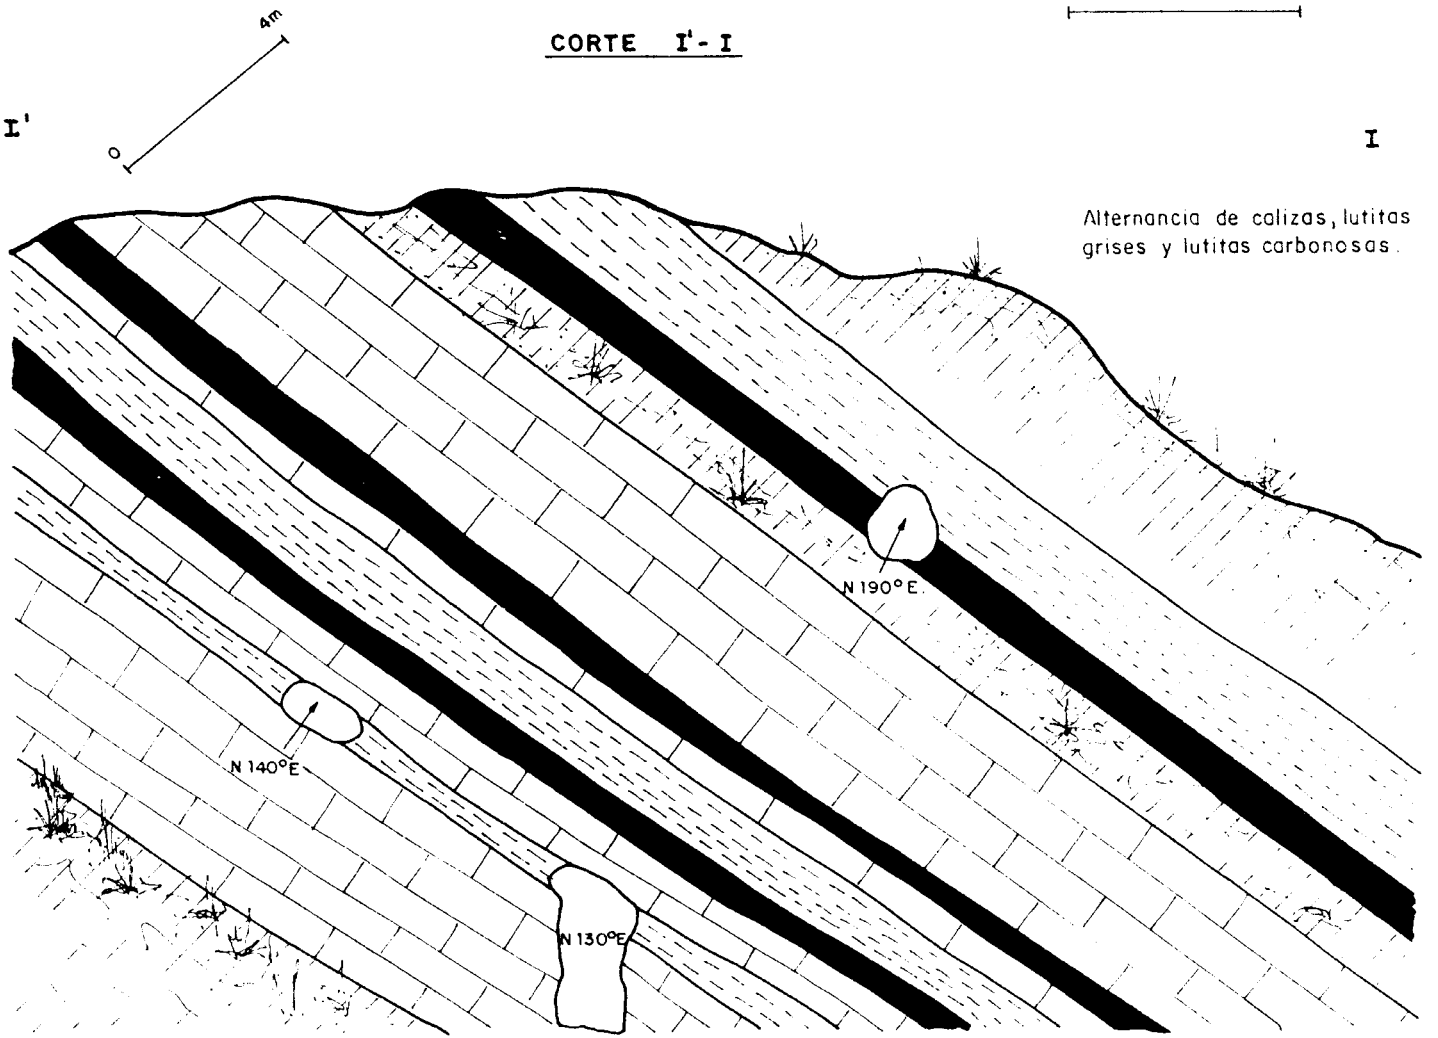 4m
CORTE I'-I
0
I'
I
Alternancia de calizas, lutitas
grises y lutitas carbonosas.
N 190° E.
N 140° E
N 130° E